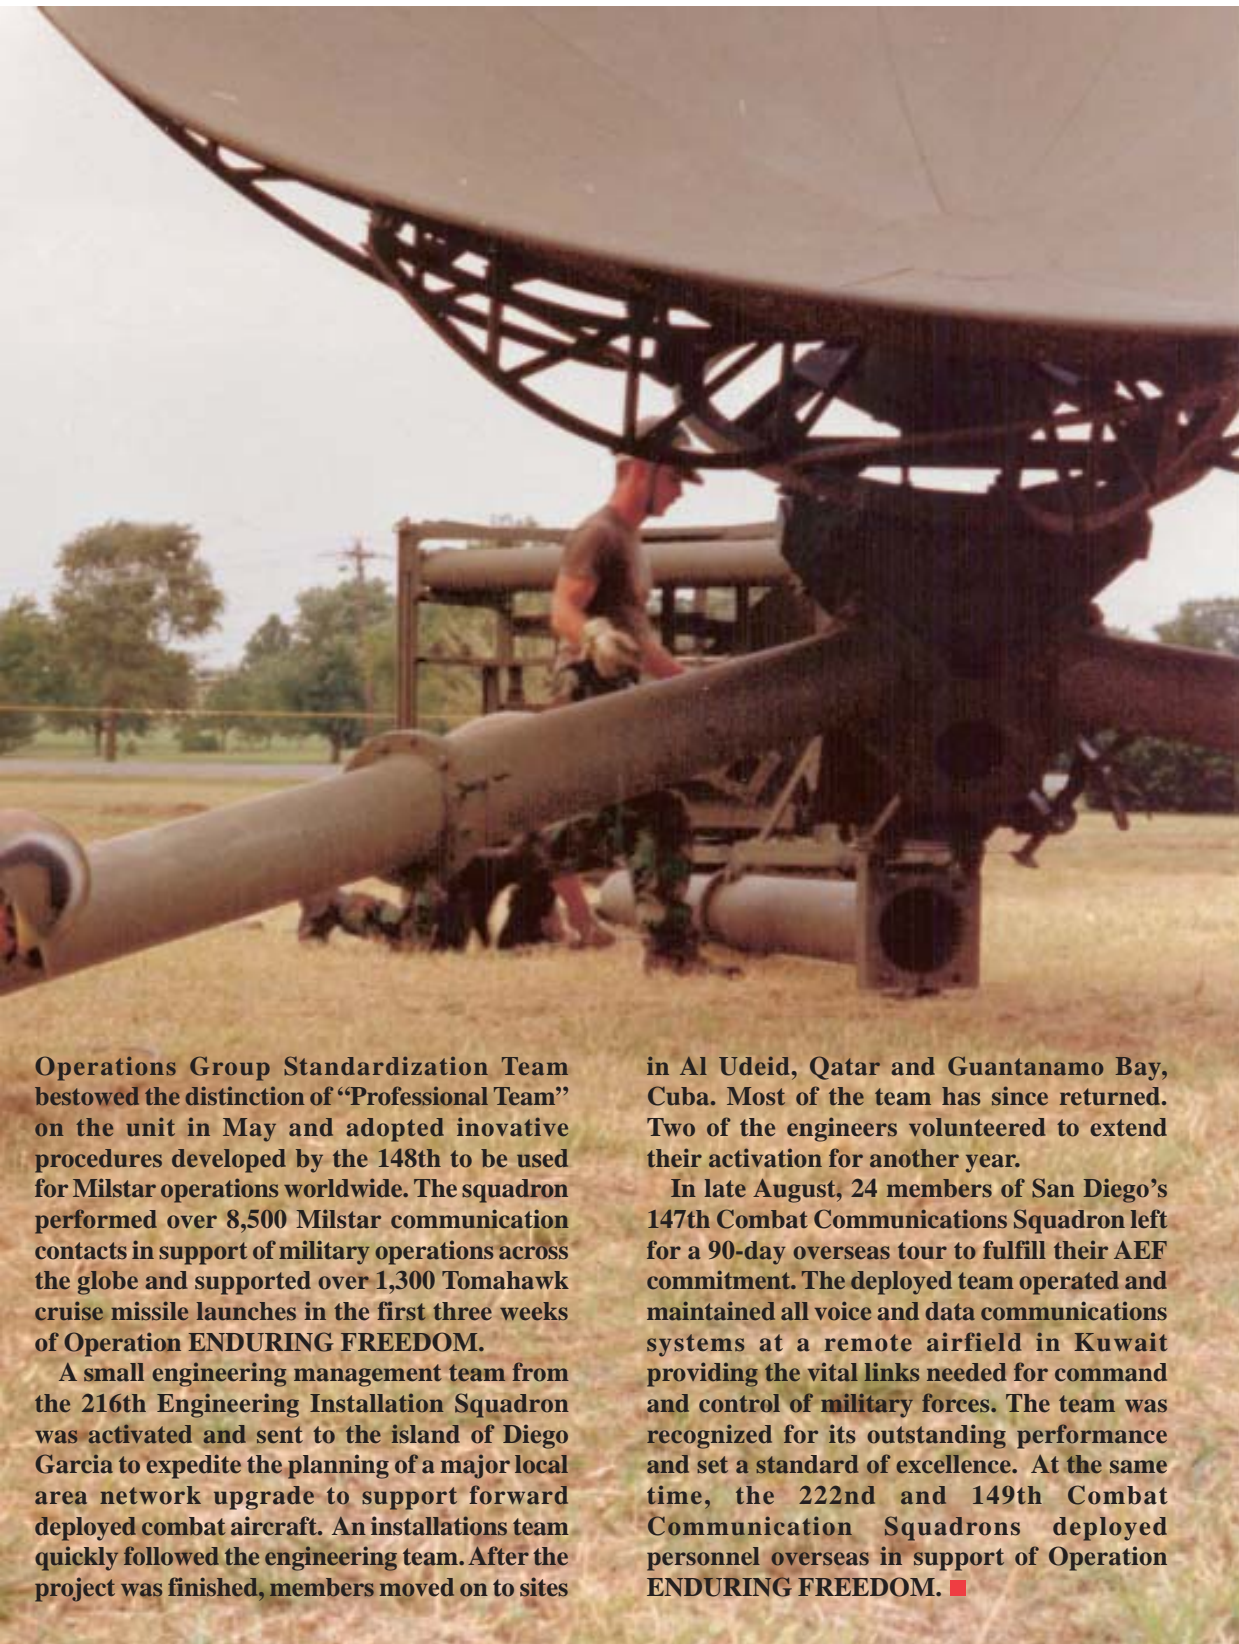 Operations Group Standardization Team
bestowed the distinction of “Professional Team”
on the unit in May and adopted inovative
procedures developed by the 148th to be used
for Milstar operations worldwide. The squadron
performed over 8,500 Milstar communication
contacts in support of military operations across
the globe and supported over 1,300 Tomahawk
cruise missile launches in the first three weeks
of Operation ENDURING FREEDOM.
A small engineering management team from
the 216th Engineering Installation Squadron
was activated and sent to the island of Diego
Garcia to expedite the planning of a major local
area network upgrade to support forward
deployed combat aircraft. An installations team
quickly followed the engineering team. After the
project was finished, members moved on to sites
in Al Udeid, Qatar and Guantanamo Bay,
Cuba. Most of the team has since returned.
Two of the engineers volunteered to extend
their activation for another year.
In late August, 24 members of San Diego’s
147th Combat Communications Squadron left
for a 90-day overseas tour to fulfill their AEF
commitment. The deployed team operated and
maintained all voice and data communications
systems at a remote airfield in Kuwait
providing the vital links needed for command
and control of military forces. The team was
recognized for its outstanding performance
and set a standard of excellence. At the same
time, the 222nd and 149th Combat
Communication Squadrons deployed
personnel overseas in support of Operation
ENDURING FREEDOM.